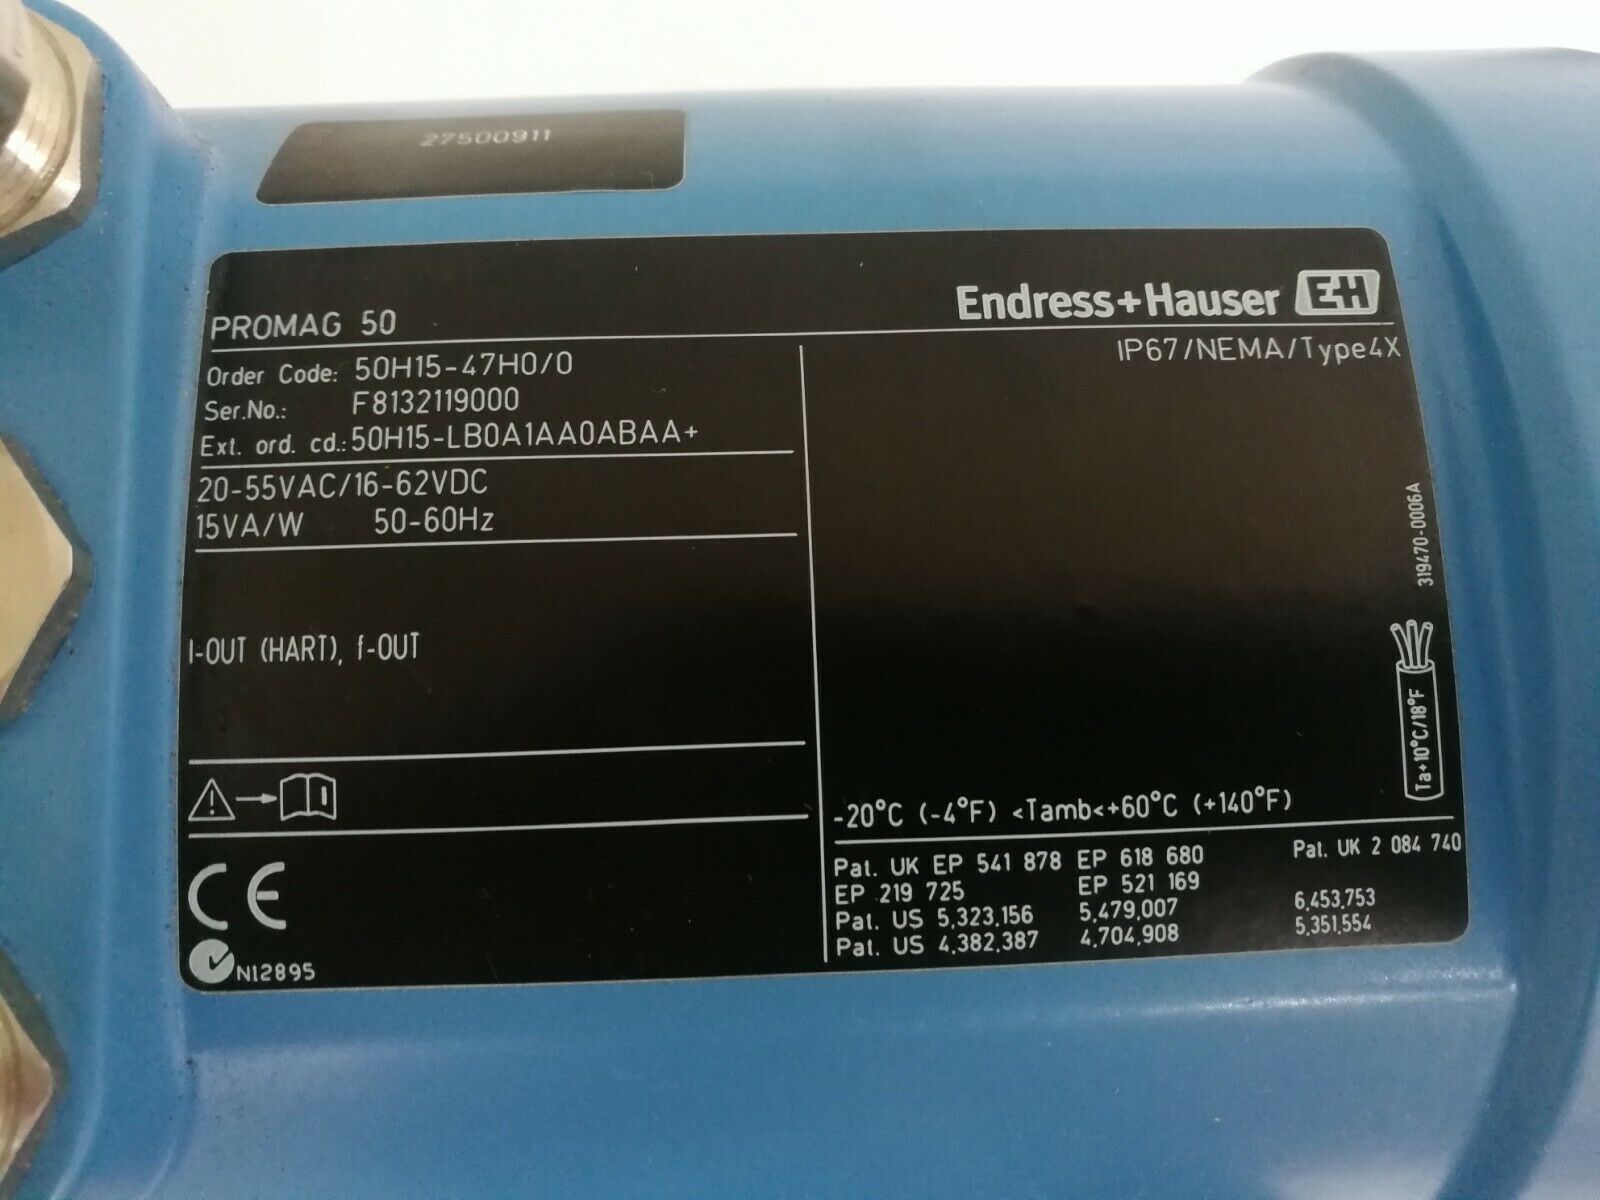 27500911
Endress+Hauser EH
PROMAG 50
IP67/NEMA/Type4X
Order Code: 50H15-47H0/0
Ser.No.: F8132119000
Ext. ord. cd.: 50H15-LB0A1AA0ABAA+
20-55VAC/16-62VDC
15VA/W 50-60Hz
I-OUT (HART), f-OUT
319470-0006A
Ta+10°C/18°F
-20°C (-4°F) <Tamb<+60°C (+140°F)
Pat. UK EP 541 878 EP 618 680 Pat. UK 2 084 740
EP 219 725 EP 521 169
Pat. US 5,323,156 5,479,007 6,453,753
Pat. US 4,382,387 4,704,908 5,351,554
CE
N12895